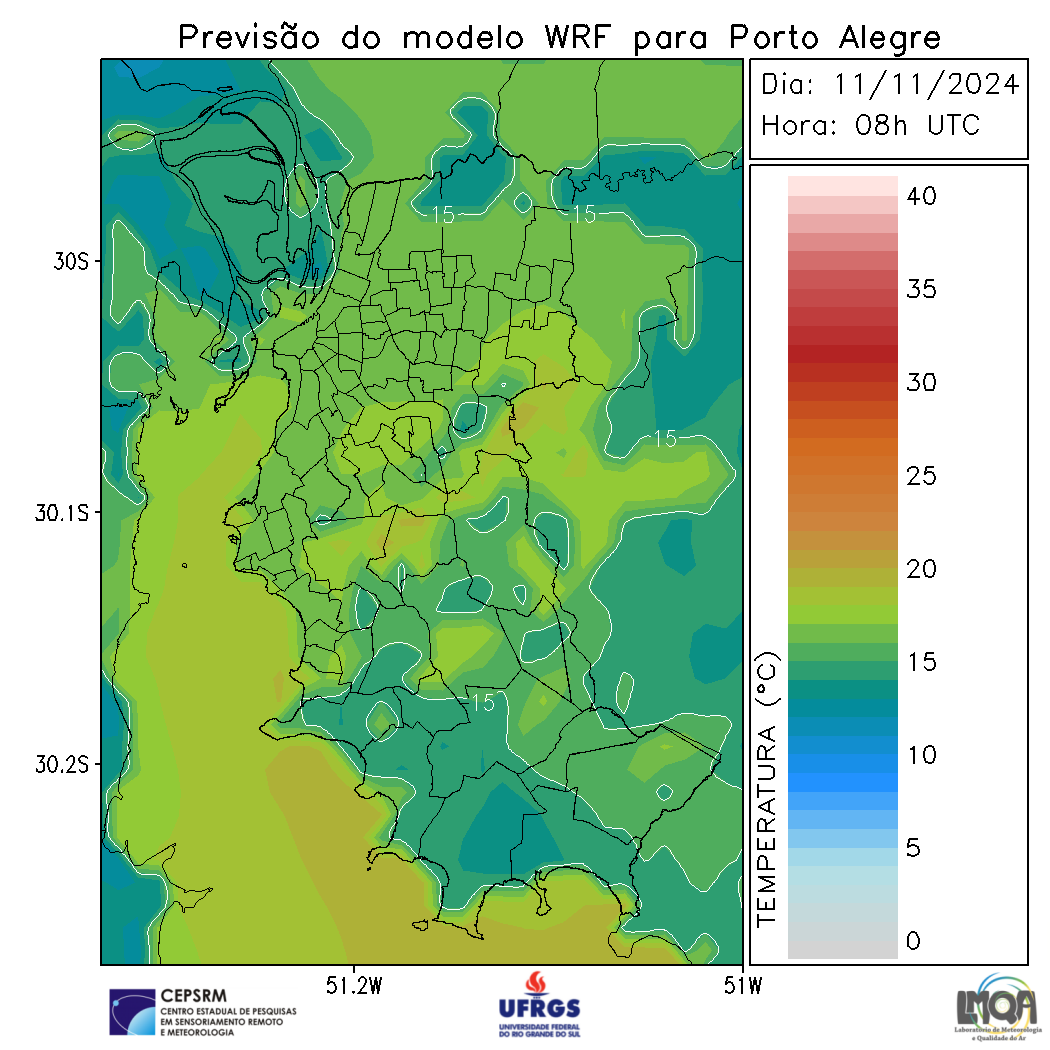 Previsão do modelo WRF para Porto Alegre
Dia: 11/11/2024
Hora: 08h UTC
30S
30.1S
30.2S
51.2W
51W
15
15
15
15
TEMPERATURA (°C)
40
35
30
25
20
15
10
5
0
CEPSRM
CENTRO ESTADUAL DE PESQUISAS
EM SENSORIAMENTO REMOTO
E METEOROLOGIA
UFRGS
UNIVERSIDADE FEDERAL
DO RIO GRANDE DO SUL
LMQA
Laboratório de Meteorologia
e Qualidade do Ar